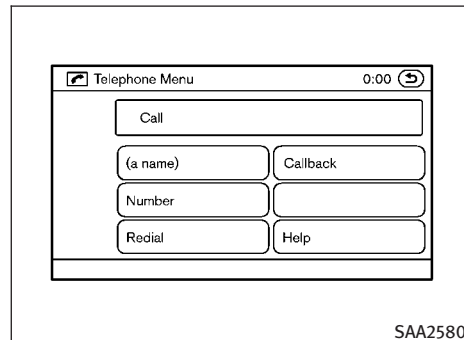 Telephone Menu 0:00
Call
(a name) Callback
Number
Redial Help
SAA2580